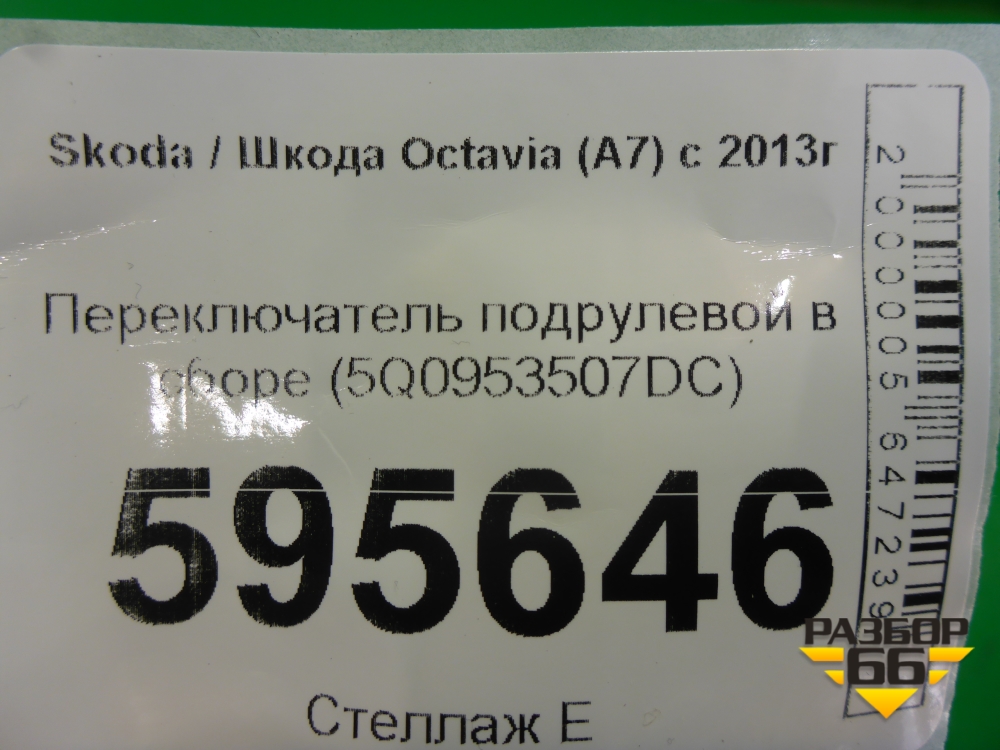 Skoda / Шкода Octavia (A7) с 2013г
Переключатель подрулевой в
сборе (5Q0953507DC)
595646
Стеллаж Е
2000005647239
РАЗБОР
66